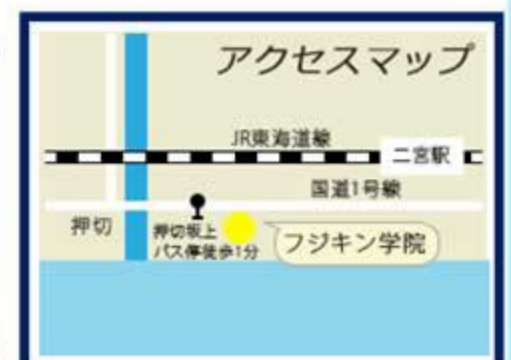 アクセスマップ
JR東海道線
二宮駅
国道1号線
押切
押切坂上
バス停徒歩1分
フジキン学院